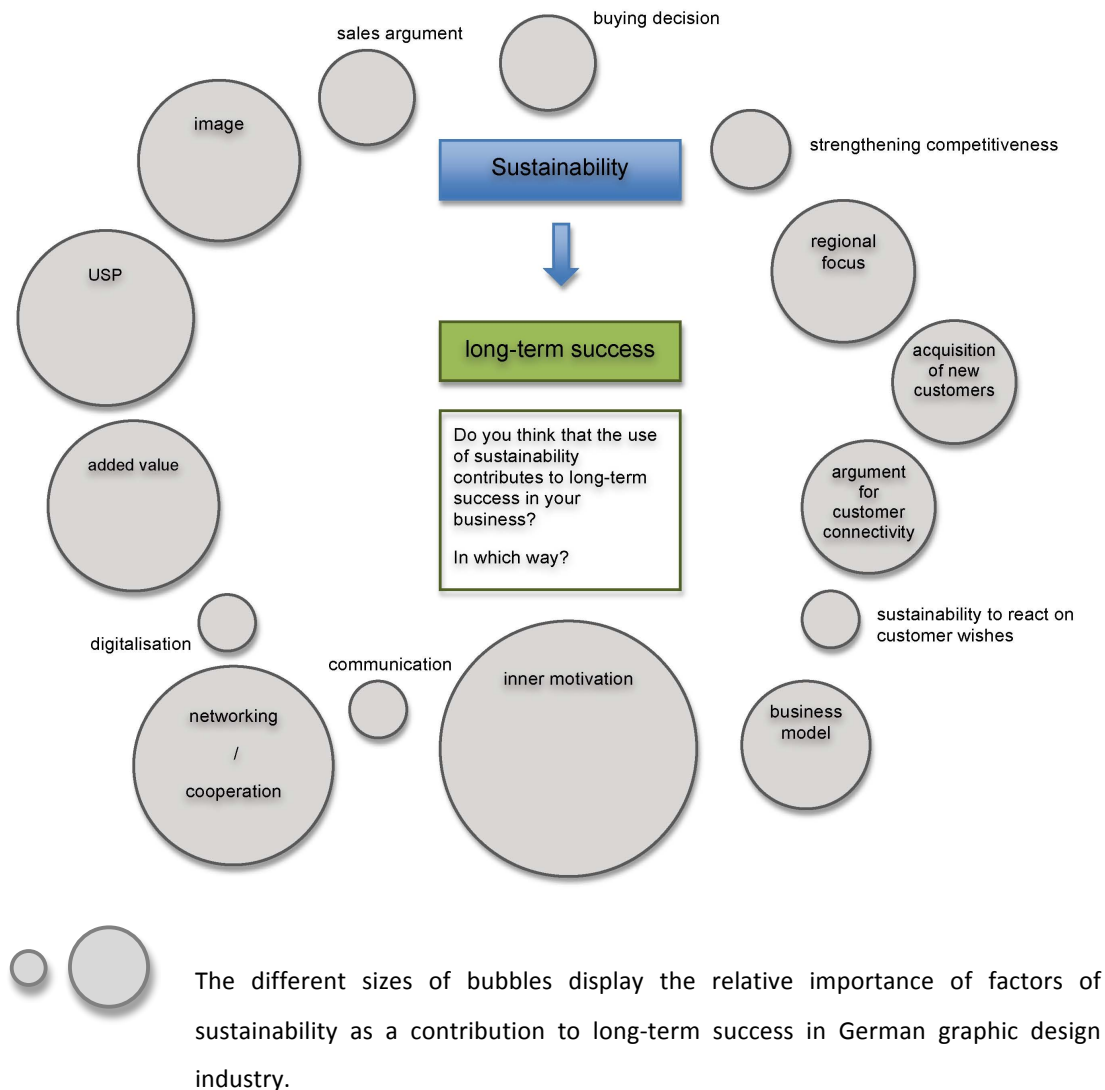 buying decision
sales argument
image
Sustainability
strengthening competitiveness
regional
focus
USP
long-term success
acquisition
of new
customers
Do you think that the use
of sustainability
contributes to long-term
success in your
business?
In which way?
added value
argument
for
customer
connectivity
sustainability to react on
customer wishes
digitalisation
communication
inner motivation
networking
/
cooperation
business
model
The different sizes of bubbles display the relative importance of factors of
sustainability as a contribution to long-term success in German graphic design
industry.